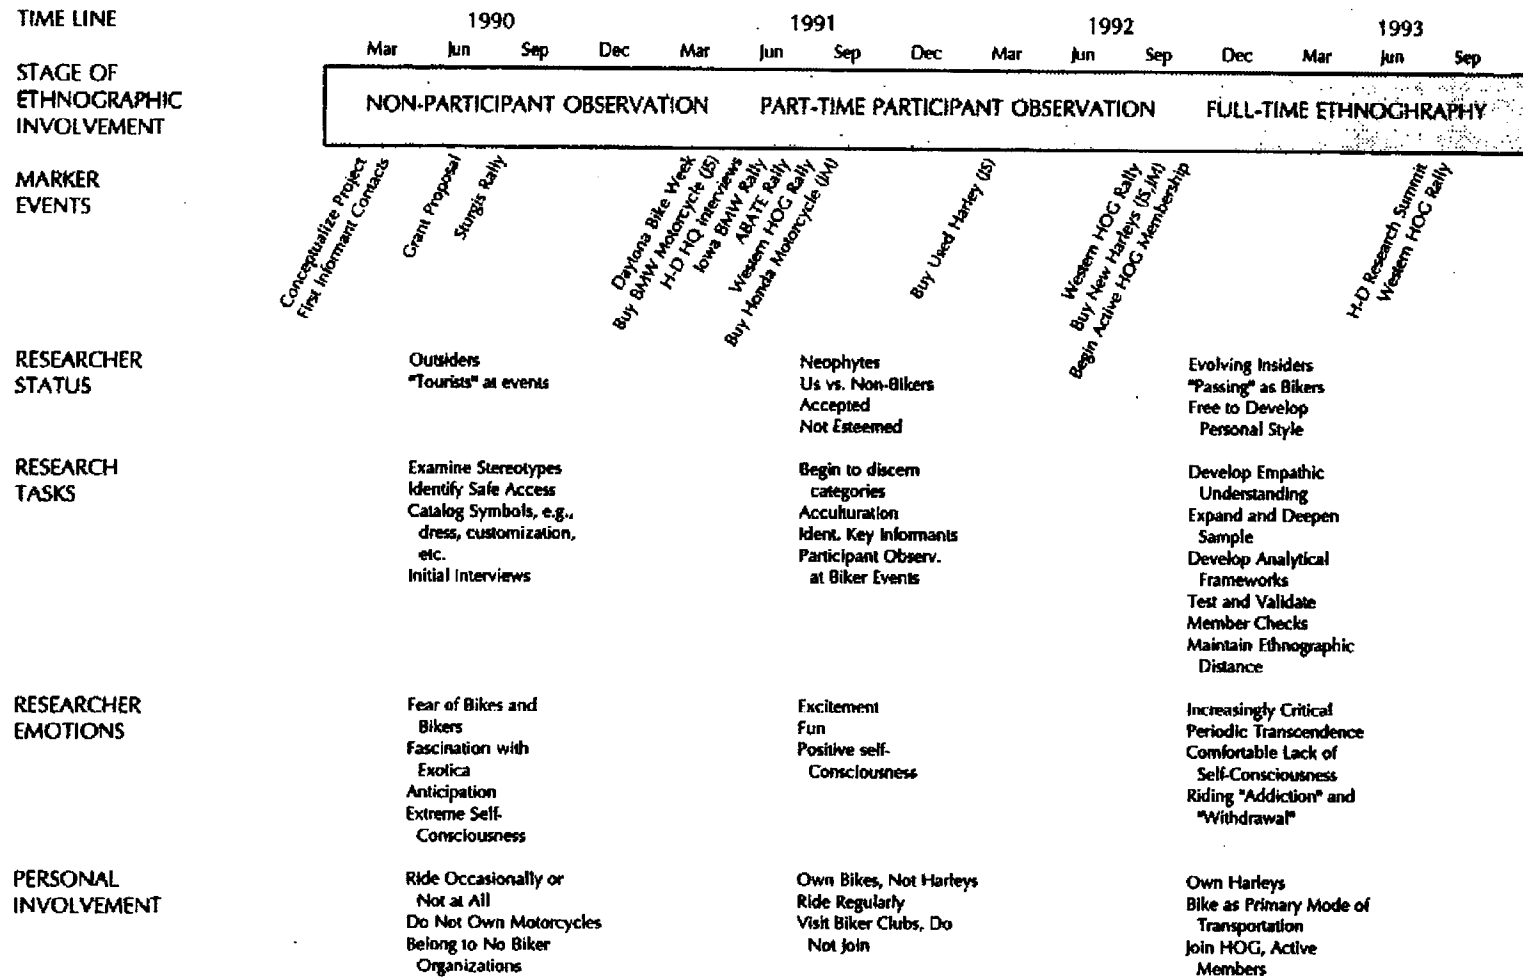 TIME LINE
1990
1991
1992
1993
Mar Jun Sep Dec Mar Jun Sep Dec Mar Jun Sep Dec Mar Jun Sep
STAGE OF
ETHNOGRAPHIC
INVOLVEMENT
NON-PARTICIPANT OBSERVATION
PART-TIME PARTICIPANT OBSERVATION
FULL-TIME ETHNOGHRAPHY
MARKER
EVENTS
Conceptualize Project
First Informant Contacts
Grant Proposal
Sturgis Rally
Daytona Bike Week
Buy BMW Motorcycle (JS)
H-D HQ Interviews
Iowa BMW Rally
ABATE Rally
Western HOG Rally
Buy Honda Motorcycle (JM)
Buy Used Harley (JS)
Western HOG Rally
Buy New Harleys (JS,JM)
Begin Active HOG Membership
H-D Research Summit
Western HOG Rally
RESEARCHER
STATUS
Outsiders
"Tourists" at events
Neophytes
Us vs. Non-Bikers
Accepted
Not Esteemed
Evolving Insiders
"Passing" as Bikers
Free to Develop
Personal Style
RESEARCH
TASKS
Examine Stereotypes
Identify Safe Access
Catalog Symbols, e.g.,
dress, customization,
etc.
Initial Interviews
Begin to discern
categories
Acculturation
Ident. Key Informants
Participant Observ.
at Biker Events
Develop Empathic
Understanding
Expand and Deepen
Sample
Develop Analytical
Frameworks
Test and Validate
Member Checks
Maintain Ethnographic
Distance
RESEARCHER
EMOTIONS
Fear of Bikes and
Bikers
Fascination with
Exotica
Anticipation
Extreme Self-
Consciousness
Excitement
Fun
Positive self-
Consciousness
Increasingly Critical
Periodic Transcendence
Comfortable Lack of
Self-Consciousness
Riding "Addiction" and
"Withdrawal"
PERSONAL
INVOLVEMENT
Ride Occasionally or
Not at All
Do Not Own Motorcycles
Belong to No Biker
Organizations
Own Bikes, Not Harleys
Ride Regularly
Visit Biker Clubs, Do
Not Join
Own Harleys
Bike as Primary Mode of
Transportation
Join HOG, Active
Members